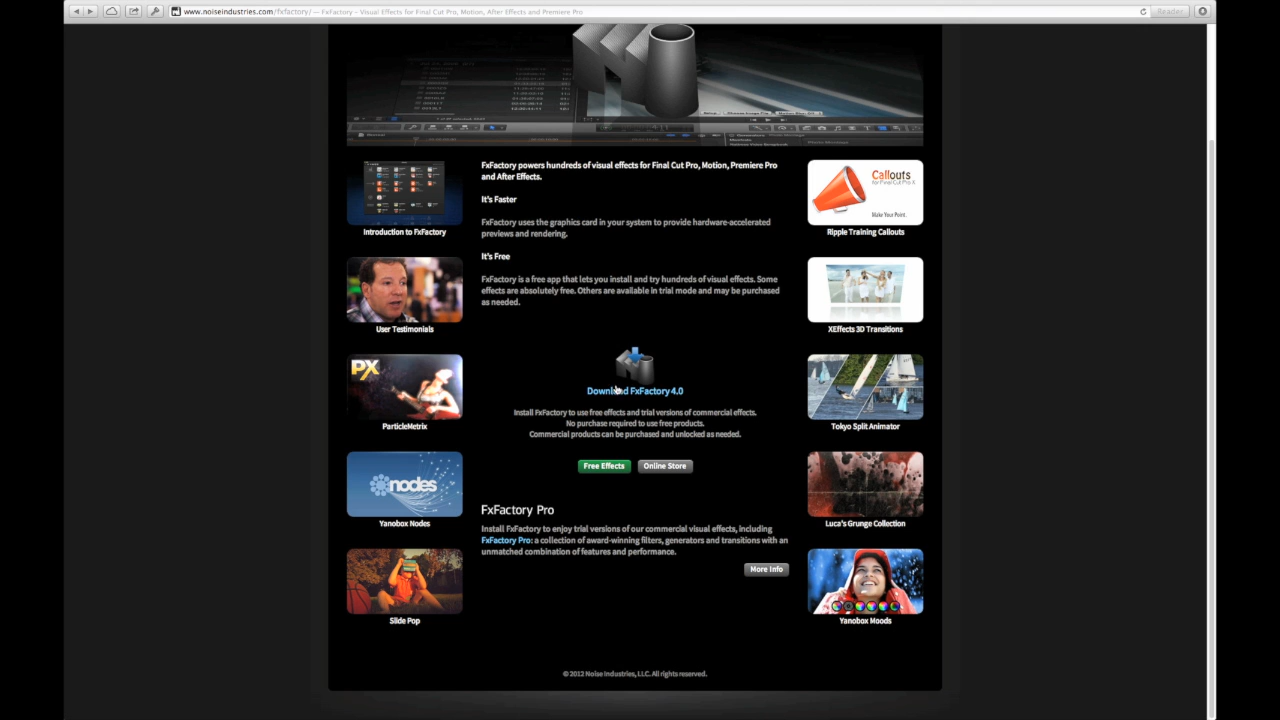 www.noiseindustries.com/fxfactory/ — FxFactory - Visual Effects for Final Cut Pro, Motion, After Effects and Premiere Pro
Reader
FxFactory powers hundreds of visual effects for Final Cut Pro, Motion, Premiere Pro
and After Effects.
It's Faster
FxFactory uses the graphics card in your system to provide hardware-accelerated
previews and rendering.
It's Free
FxFactory is a free app that lets you install and try hundreds of visual effects. Some
effects are absolutely free. Others are available in trial mode and may be purchased
as needed.
Download FxFactory 4.0
Install FxFactory to use free effects and trial versions of commercial effects.
No purchase required to use free products.
Commercial products can be purchased and unlocked as needed.
Free Effects
Online Store
FxFactory Pro
Install FxFactory to enjoy trial versions of our commercial visual effects, including
FxFactory Pro: a collection of award-winning filters, generators and transitions with an
unmatched combination of features and performance.
More Info
Introduction to FxFactory
User Testimonials
PX
ParticleMetrix
nodes
Yanobox Nodes
Slide Pop
Callouts
for Final Cut Pro X
Make Your Point.
Ripple Training Callouts
XEffects 3D Transitions
Tokyo Split Animator
Luca's Grunge Collection
Yanobox Moods
© 2012 Noise Industries, LLC. All rights reserved.